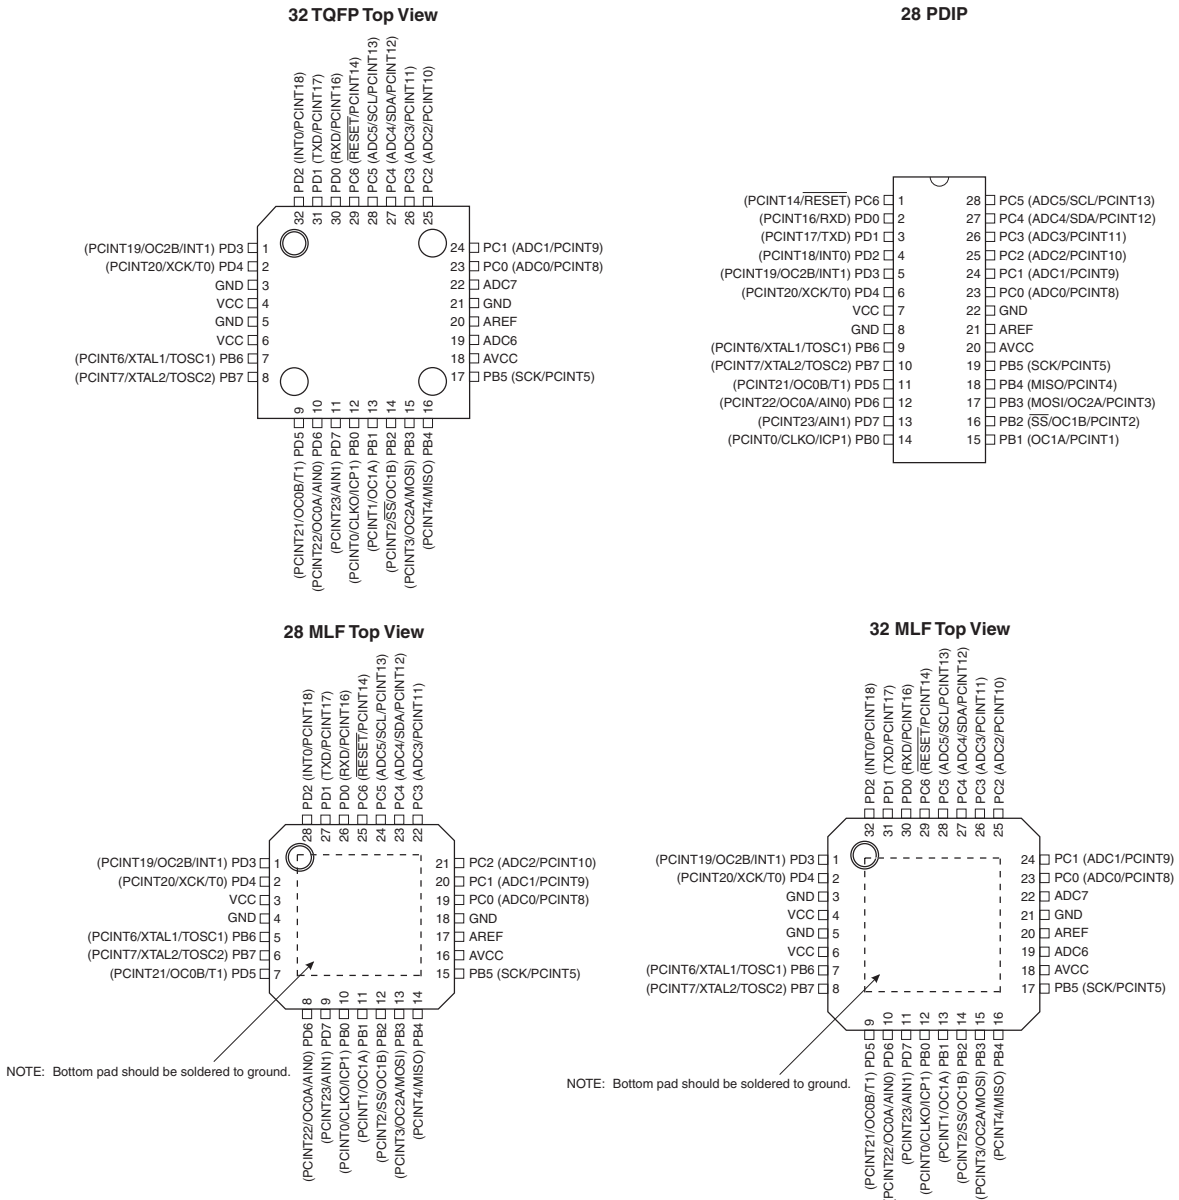 32 TQFP Top View
PD2 (INT0/PCINT18)
PD1 (TXD/PCINT17)
PD0 (RXD/PCINT16)
PC6 (RESET/PCINT14)
PC5 (ADC5/SCL/PCINT13)
PC4 (ADC4/SDA/PCINT12)
PC3 (ADC3/PCINT11)
PC2 (ADC2/PCINT10)
32 31 30 29 28 27 26 25
(PCINT19/OC2B/INT1) PD3 1
(PCINT20/XCK/T0) PD4 2
GND 3
VCC 4
GND 5
VCC 6
(PCINT6/XTAL1/TOSC1) PB6 7
(PCINT7/XTAL2/TOSC2) PB7 8
24 PC1 (ADC1/PCINT9)
23 PC0 (ADC0/PCINT8)
22 ADC7
21 GND
20 AREF
19 ADC6
18 AVCC
17 PB5 (SCK/PCINT5)
9 10 11 12 13 14 15 16
(PCINT21/OC0B/T1) PD5
(PCINT22/OC0A/AIN0) PD6
(PCINT23/AIN1) PD7
(PCINT0/CLKO/ICP1) PB0
(PCINT1/OC1A) PB1
(PCINT2/SS/OC1B) PB2
(PCINT3/OC2A/MOSI) PB3
(PCINT4/MISO) PB4
28 PDIP
(PCINT14/RESET) PC6 1
(PCINT16/RXD) PD0 2
(PCINT17/TXD) PD1 3
(PCINT18/INT0) PD2 4
(PCINT19/OC2B/INT1) PD3 5
(PCINT20/XCK/T0) PD4 6
VCC 7
GND 8
(PCINT6/XTAL1/TOSC1) PB6 9
(PCINT7/XTAL2/TOSC2) PB7 10
(PCINT21/OC0B/T1) PD5 11
(PCINT22/OC0A/AIN0) PD6 12
(PCINT23/AIN1) PD7 13
(PCINT0/CLKO/ICP1) PB0 14
28 PC5 (ADC5/SCL/PCINT13)
27 PC4 (ADC4/SDA/PCINT12)
26 PC3 (ADC3/PCINT11)
25 PC2 (ADC2/PCINT10)
24 PC1 (ADC1/PCINT9)
23 PC0 (ADC0/PCINT8)
22 GND
21 AREF
20 AVCC
19 PB5 (SCK/PCINT5)
18 PB4 (MISO/PCINT4)
17 PB3 (MOSI/OC2A/PCINT3)
16 PB2 (SS/OC1B/PCINT2)
15 PB1 (OC1A/PCINT1)
28 MLF Top View
PD2 (INT0/PCINT18)
PD1 (TXD/PCINT17)
PD0 (RXD/PCINT16)
PC6 (RESET/PCINT14)
PC5 (ADC5/SCL/PCINT13)
PC4 (ADC4/SDA/PCINT12)
PC3 (ADC3/PCINT11)
28 27 26 25 24 23 22
(PCINT19/OC2B/INT1) PD3 1
(PCINT20/XCK/T0) PD4 2
VCC 3
GND 4
(PCINT6/XTAL1/TOSC1) PB6 5
(PCINT7/XTAL2/TOSC2) PB7 6
(PCINT21/OC0B/T1) PD5 7
21 PC2 (ADC2/PCINT10)
20 PC1 (ADC1/PCINT9)
19 PC0 (ADC0/PCINT8)
18 GND
17 AREF
16 AVCC
15 PB5 (SCK/PCINT5)
8 9 10 11 12 13 14
(PCINT22/OC0A/AIN0) PD6
(PCINT23/AIN1) PD7
(PCINT0/CLKO/ICP1) PB0
(PCINT1/OC1A) PB1
(PCINT2/SS/OC1B) PB2
(PCINT3/OC2A/MOSI) PB3
(PCINT4/MISO) PB4
NOTE: Bottom pad should be soldered to ground.
32 MLF Top View
PD2 (INT0/PCINT18)
PD1 (TXD/PCINT17)
PD0 (RXD/PCINT16)
PC6 (RESET/PCINT14)
PC5 (ADC5/SCL/PCINT13)
PC4 (ADC4/SDA/PCINT12)
PC3 (ADC3/PCINT11)
PC2 (ADC2/PCINT10)
32 31 30 29 28 27 26 25
(PCINT19/OC2B/INT1) PD3 1
(PCINT20/XCK/T0) PD4 2
GND 3
VCC 4
GND 5
VCC 6
(PCINT6/XTAL1/TOSC1) PB6 7
(PCINT7/XTAL2/TOSC2) PB7 8
24 PC1 (ADC1/PCINT9)
23 PC0 (ADC0/PCINT8)
22 ADC7
21 GND
20 AREF
19 ADC6
18 AVCC
17 PB5 (SCK/PCINT5)
9 10 11 12 13 14 15 16
(PCINT21/OC0B/T1) PD5
(PCINT22/OC0A/AIN0) PD6
(PCINT23/AIN1) PD7
(PCINT0/CLKO/ICP1) PB0
(PCINT1/OC1A) PB1
(PCINT2/SS/OC1B) PB2
(PCINT3/OC2A/MOSI) PB3
(PCINT4/MISO) PB4
NOTE: Bottom pad should be soldered to ground.